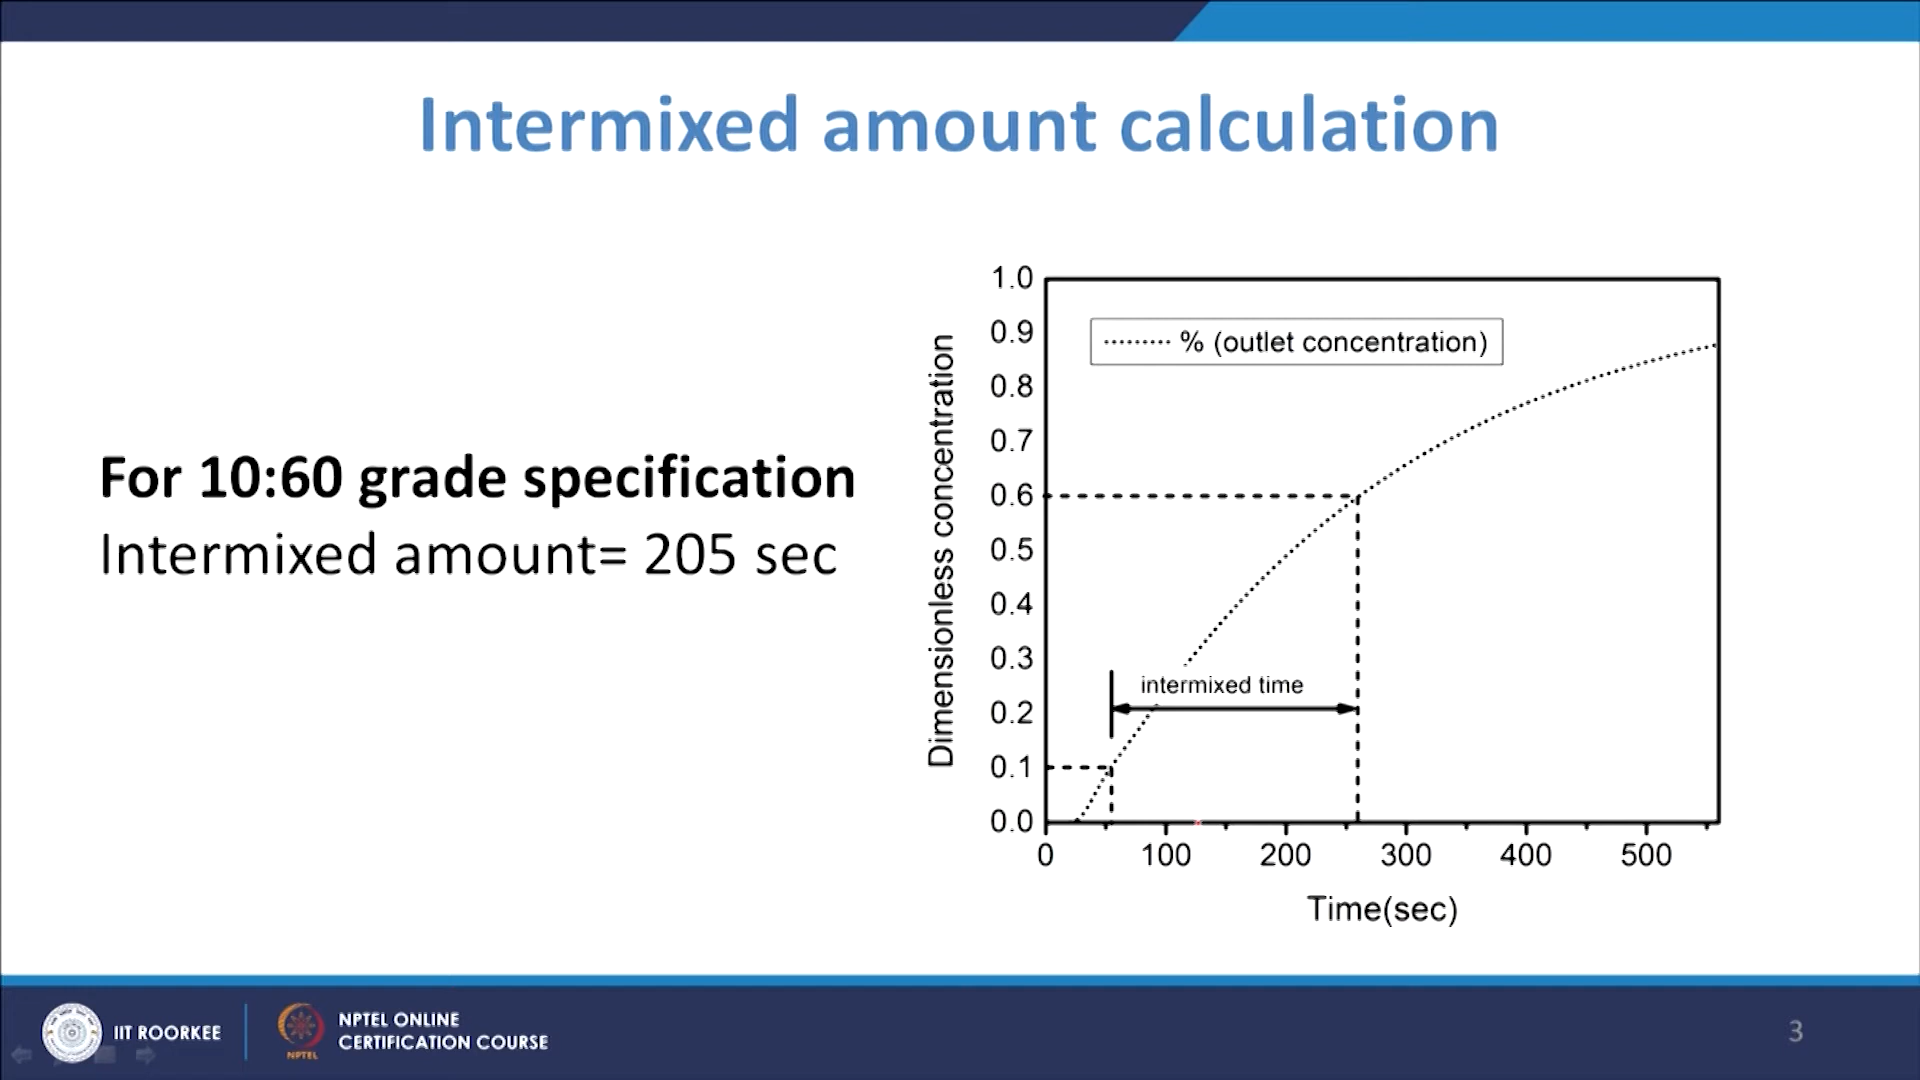 Intermixed amount calculation
For 10:60 grade specification
Intermixed amount= 205 sec
Dimensionless concentration
1.0
0.9
0.8
0.7
0.6
0.5
0.4
0.3
0.2
0.1
0.0
% (outlet concentration)
intermixed time
0 100 200 300 400 500
Time(sec)
IIT ROORKEE
NPTEL
NPTEL ONLINE
CERTIFICATION COURSE
3